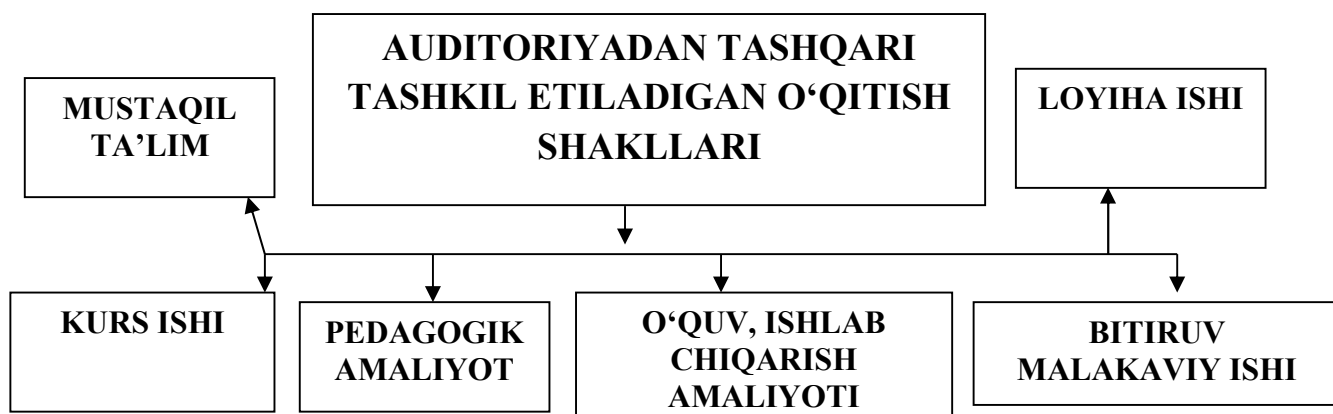 AUDITORIYADAN TASHQARI
TASHKIL ETILADIGAN O‘QITISH
SHAKLLARI
MUSTAQIL
TA’LIM
LOYIHA ISHI
KURS ISHI
PEDAGOGIK
AMALIYOT
O‘QUV, ISHLAB
CHIQARISH
AMALIYOTI
BITIRUV
MALAKAVIY ISHI